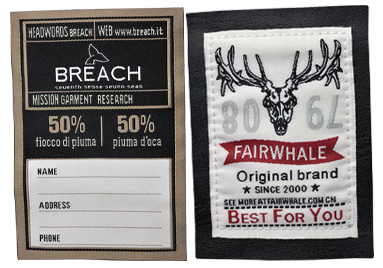 HEADWORDS BREACH WEB www.breach.it
BREACH
seventh sense seven seas
MISSION GARMENT RESEARCH
50% 50%
fiocco di piuma piuma d'oca
NAME
ADDRESS
PHONE
08 79
FAIRWHALE
Original brand
★ SINCE 2000 ★
SEE MORE AT FAIRWHALE.COM.CN
BEST FOR YOU